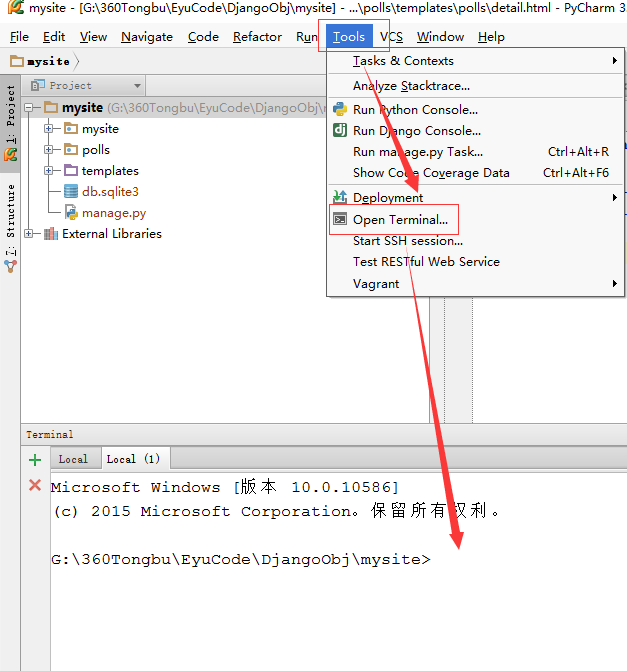 mysite - [G:\360Tongbu\EyuCode\DjangoObj\mysite] - ...\polls\templates\polls\detail.html - PyCharm 3.
File Edit View Navigate Code Refactor Run Tools VCS Window Help
mysite
Tasks & Contexts
Analyze Stacktrace...
Run Python Console...
Run Django Console...
Run manage.py Task... Ctrl+Alt+R
Show Code Coverage Data Ctrl+Alt+F6
Deployment
Open Terminal...
Start SSH session...
Test RESTful Web Service
Vagrant
1: Project
7: Structure
Project
mysite (G:\360Tongbu\EyuCode\DjangoObj\
mysite
polls
templates
db.sqlite3
manage.py
External Libraries
Terminal
Local Local (1)
Microsoft Windows [版本 10.0.10586]
(c) 2015 Microsoft Corporation。保留所有权利。
G:\360Tongbu\EyuCode\DjangoObj\mysite>